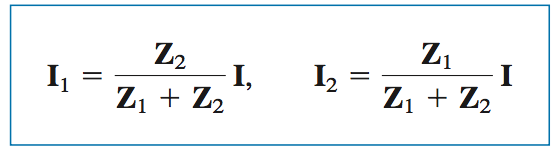 I₁ = Z₂ / (Z₁ + Z₂) I, I₂ = Z₁ / (Z₁ + Z₂) I